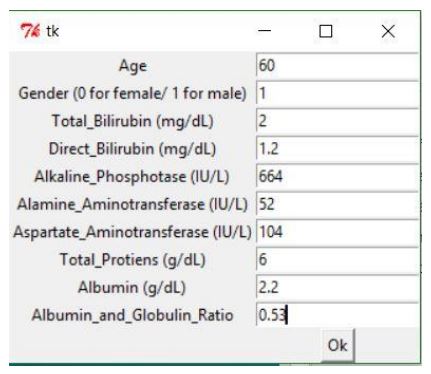 tk
Age 60
Gender (0 for female/ 1 for male) 1
Total_Bilirubin (mg/dL) 2
Direct_Bilirubin (mg/dL) 1.2
Alkaline_Phosphotase (IU/L) 664
Alamine_Aminotransferase (IU/L) 52
Aspartate_Aminotransferase (IU/L) 104
Total_Protiens (g/dL) 6
Albumin (g/dL) 2.2
Albumin_and_Globulin_Ratio 0.53
Ok